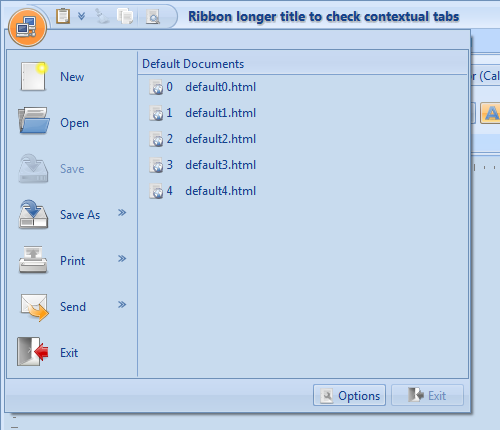 Ribbon longer title to check contextual tabs
r (Cal
A
New
Open
Save
Save As
Print
Send
Exit
Default Documents
0 default0.html
1 default1.html
2 default2.html
3 default3.html
4 default4.html
Options
Exit